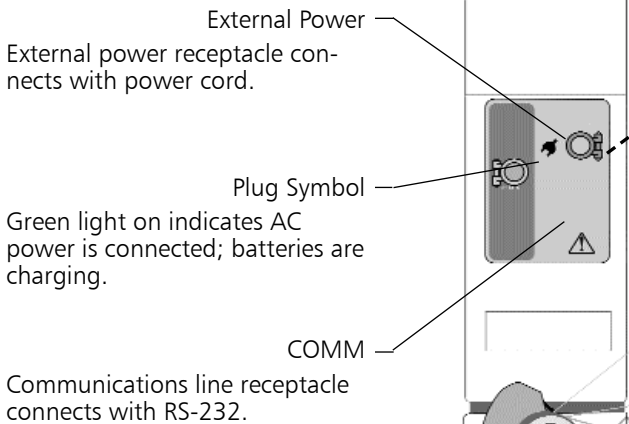 External Power
External power receptacle con-
nects with power cord.
Plug Symbol
Green light on indicates AC
power is connected; batteries are
charging.
COMM
Communications line receptacle
connects with RS-232.